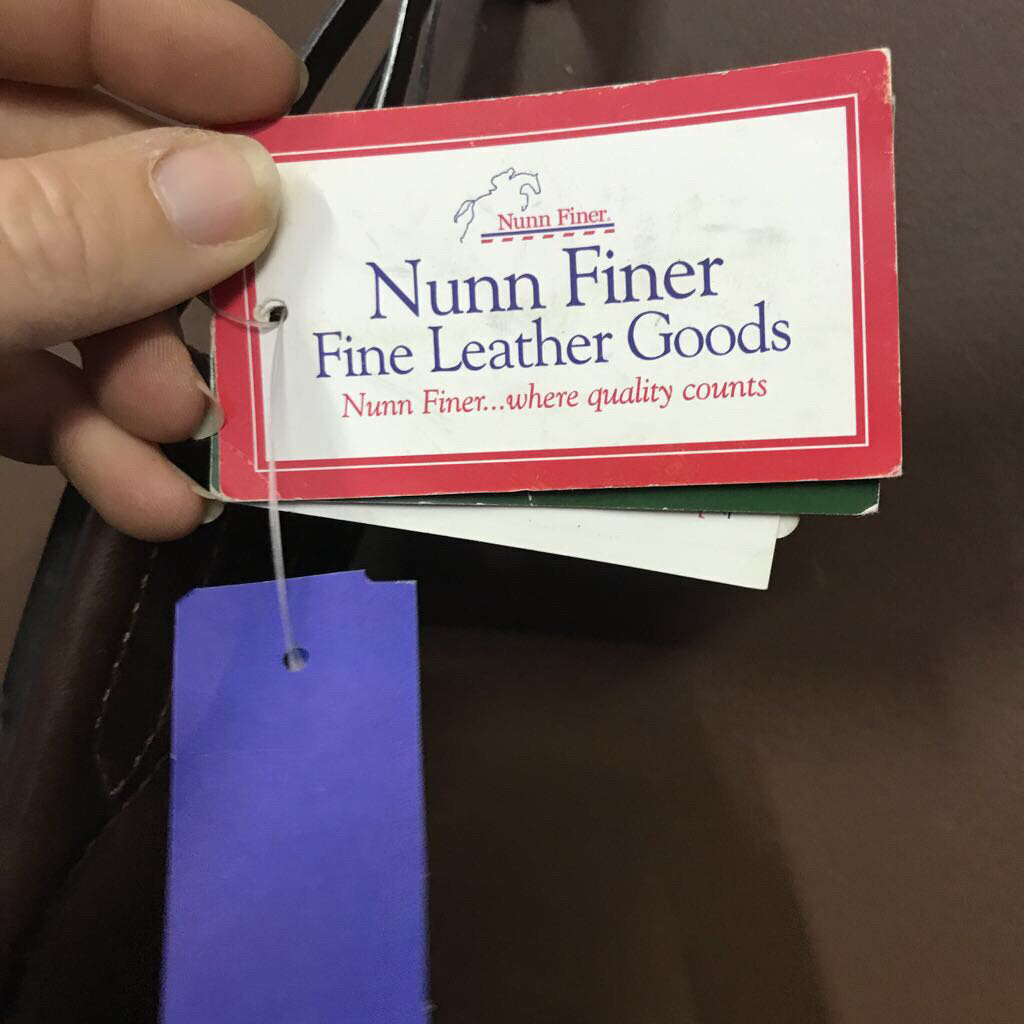 Nunn Finer.
Nunn Finer
Fine Leather Goods
Nunn Finer...where quality counts